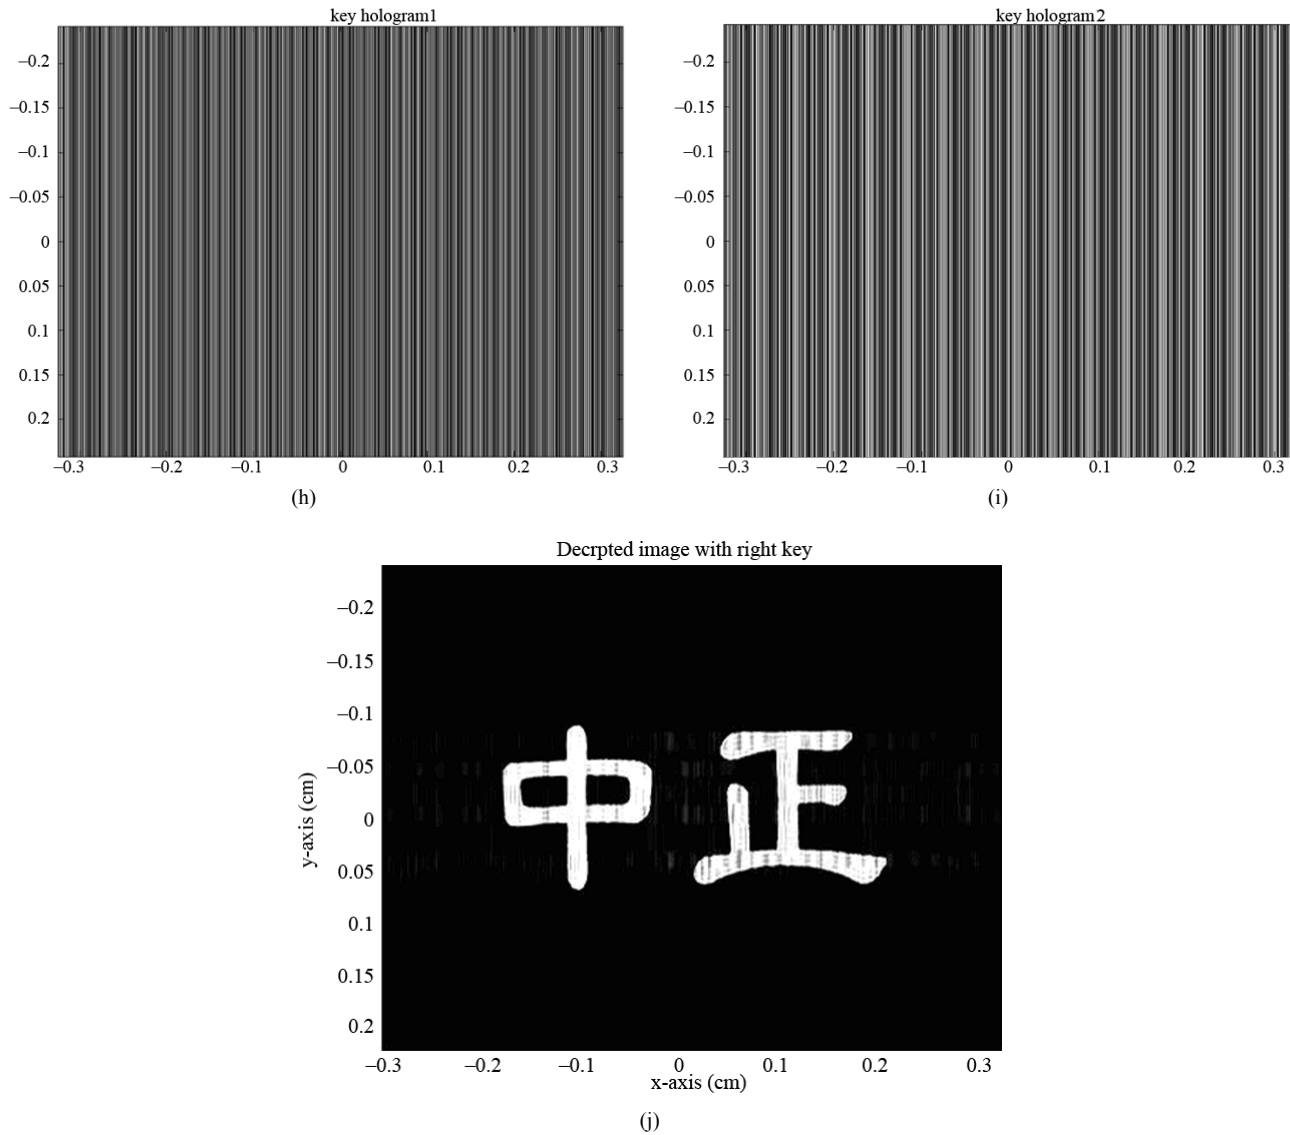 key hologram1
–0.2
–0.15
–0.1
–0.05
0
0.05
0.1
0.15
0.2
–0.3 –0.2 –0.1 0 0.1 0.2 0.3
(h)
key hologram2
–0.2
–0.15
–0.1
–0.05
0
0.05
0.1
0.15
0.2
–0.3 –0.2 –0.1 0 0.1 0.2 0.3
(i)
Decrpted image with right key
y-axis (cm)
–0.2
–0.15
–0.1
–0.05
0
0.05
0.1
0.15
0.2
中正
–0.3 –0.2 –0.1 0 0.1 0.2 0.3
x-axis (cm)
(j)